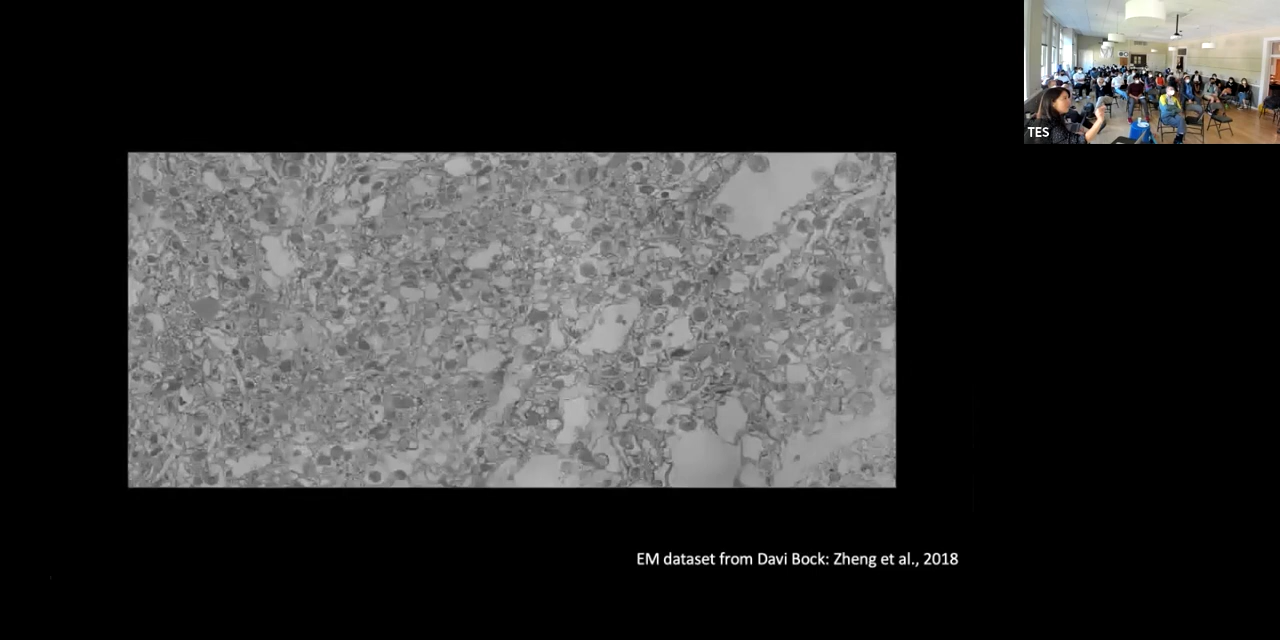 TES
EM dataset from Davi Bock: Zheng et al., 2018